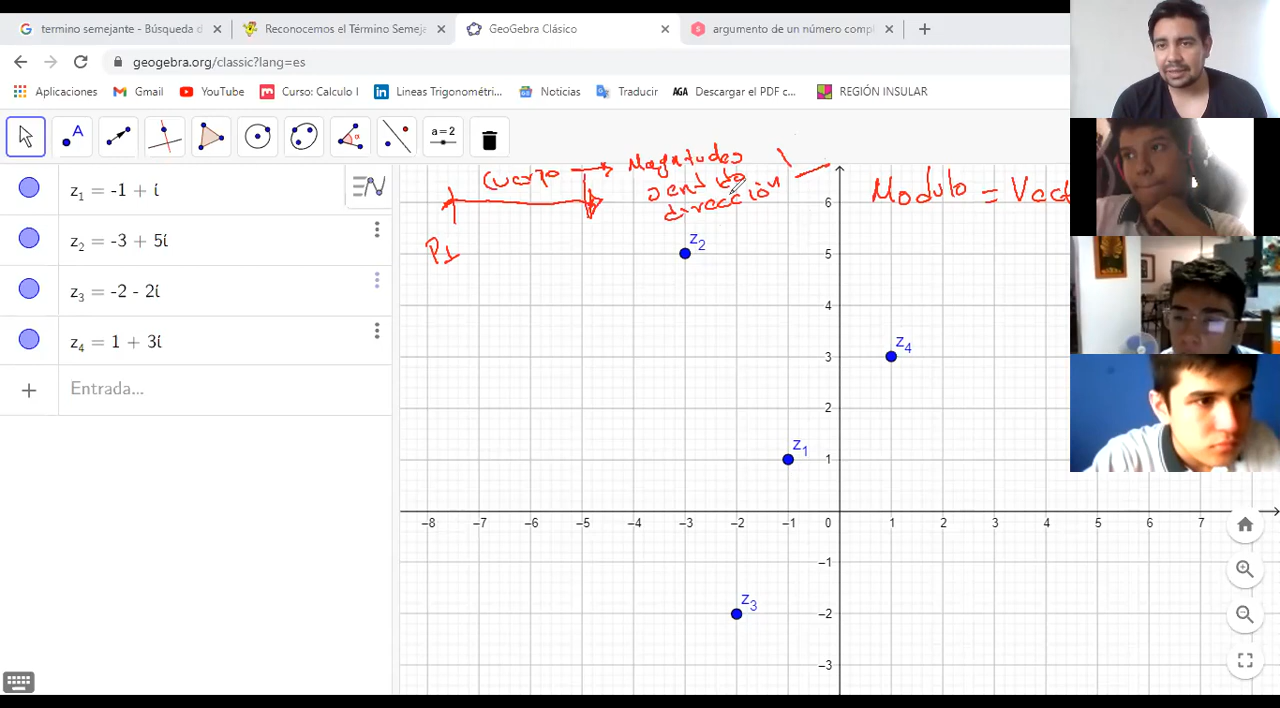 termino semejante - Búsqueda d
Reconocemos el Término Semeja
GeoGebra Clásico
argumento de un número compl
geogebra.org/classic?lang=es
Aplicaciones
Gmail
YouTube
Curso: Calculo I
Lineas Trigonométri...
Noticias
Traducir
AGA Descargar el PDF c...
REGIÓN INSULAR
A
α
a=2
z1 = -1 + i
z2 = -3 + 5i
z3 = -2 - 2i
z4 = 1 + 3i
Entrada...
Cuerpo
Magnitudes
sentido
dirección
Modulo = Vect
P1
z2
z4
z1
z3
6
5
4
3
2
1
-8 -7 -6 -5 -4 -3 -2 -1 0 1 2 3 4 5 6 7
-1
-2
-3